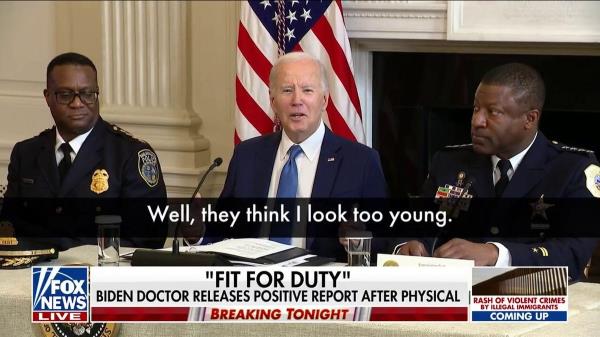 Well, they think I look too young.
"FIT FOR DUTY"
BIDEN DOCTOR RELEASES POSITIVE REPORT AFTER PHYSICAL
FOX
NEWS
LIVE
BREAKING TONIGHT
RASH OF VIOLENT CRIMES
BY ILLEGAL IMMIGRANTS
COMING UP